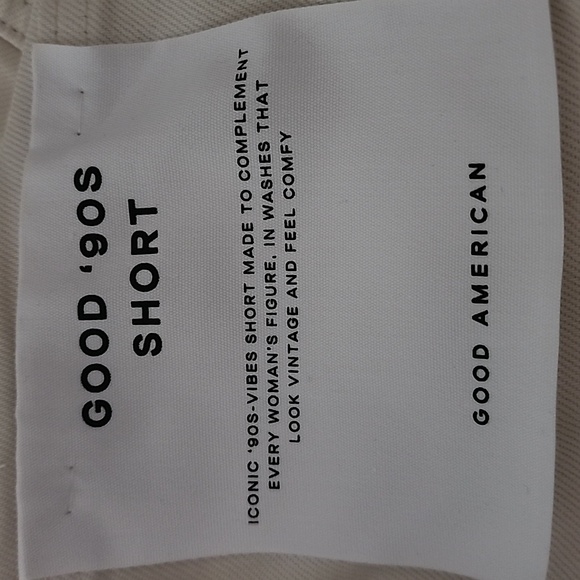 GOOD '90S
SHORT
ICONIC '90S-VIBES SHORT MADE TO COMPLEMENT
EVERY WOMAN'S FIGURE. IN WASHES THAT
LOOK VINTAGE AND FEEL COMFY
GOOD AMERICAN